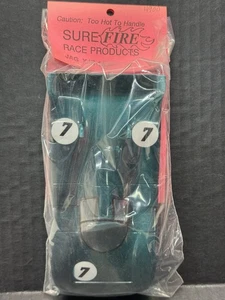 Caution: Too Hot To Handle
SURE FIRE
RACE PRODUCTS
7
7
7